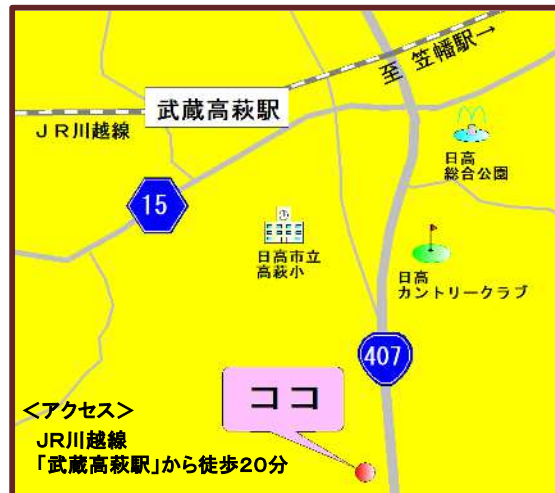 至 笠幡駅→
武蔵高萩駅
JR川越線
日高
総合公園
15
日高市立
高萩小
日高
カントリークラブ
407
ココ
＜アクセス＞
JR川越線
「武蔵高萩駅」から徒歩20分